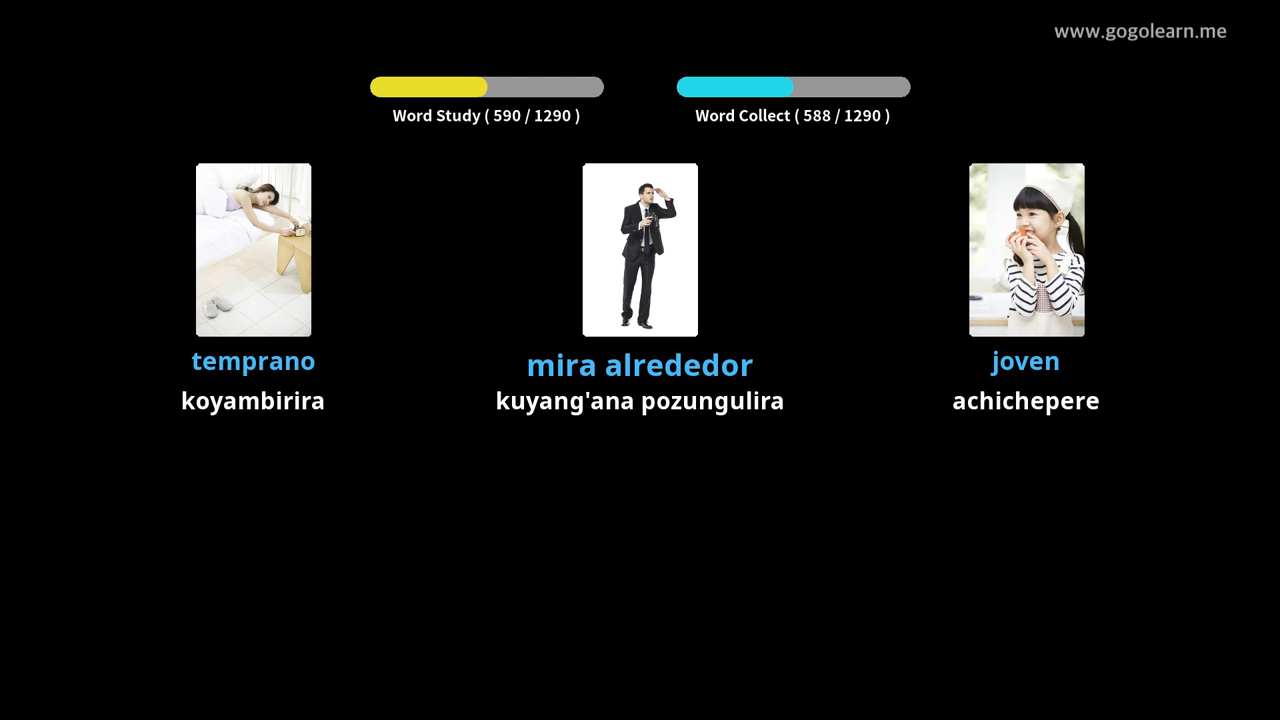 www.gogolearn.me
Word Study ( 590 / 1290 )
Word Collect ( 588 / 1290 )
temprano
mira alrededor
joven
koyambirira
kuyang'ana pozungulira
achichepere